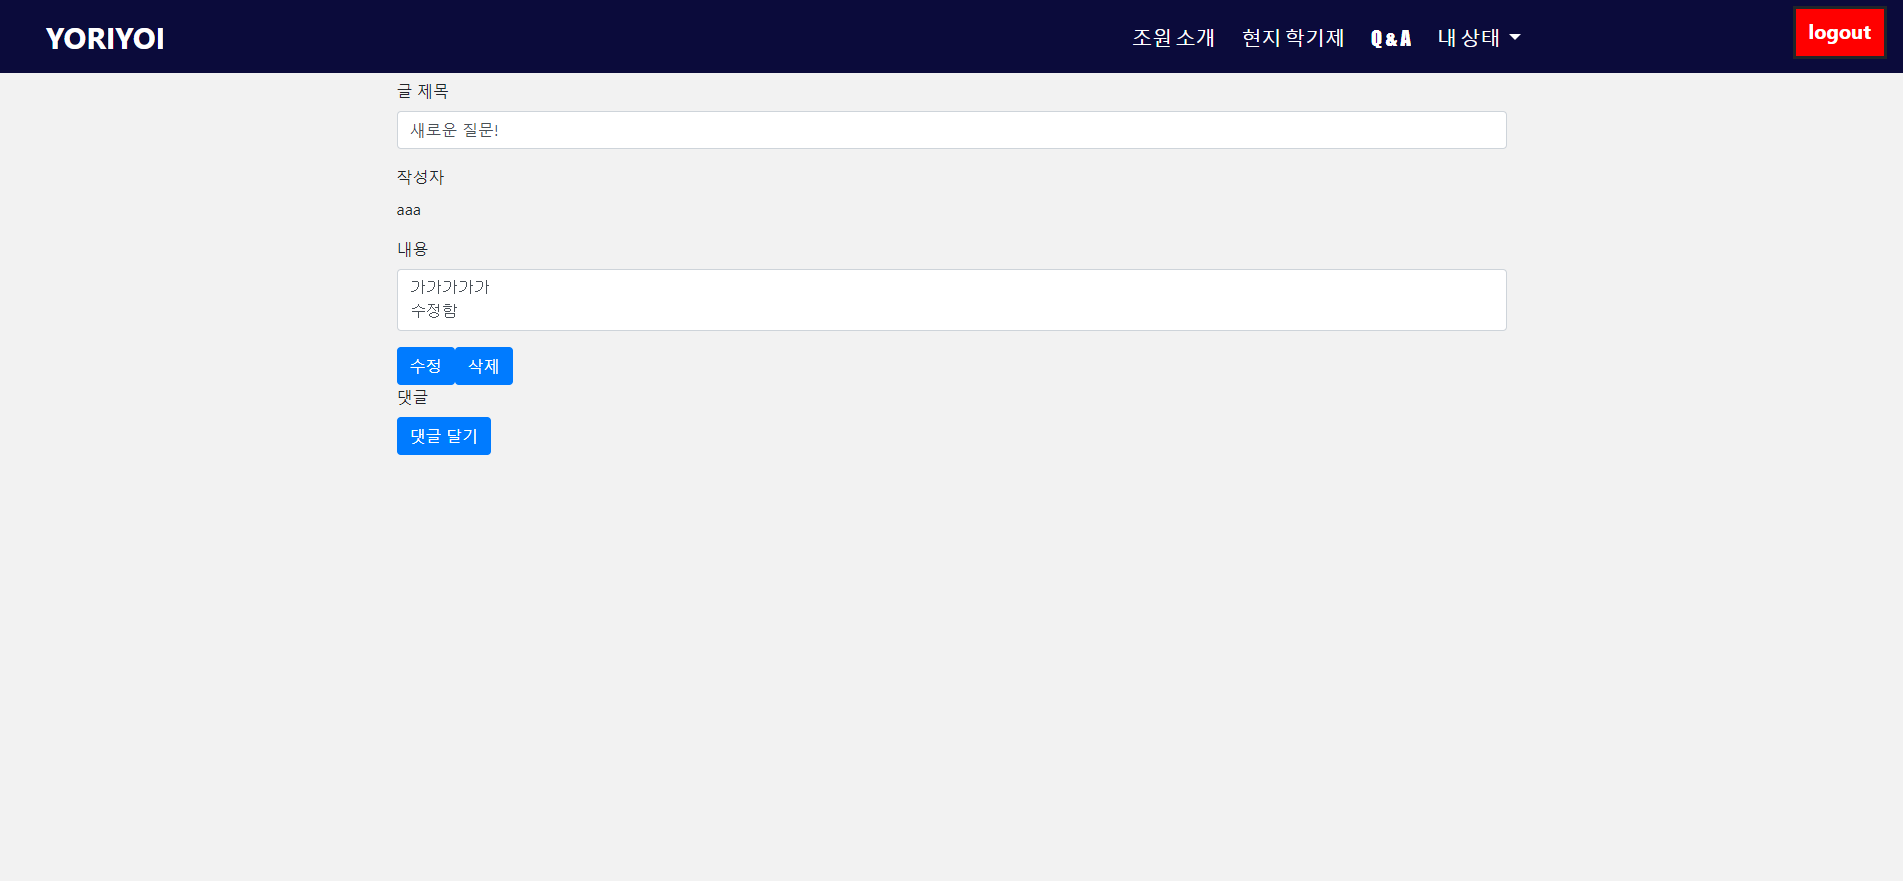 YORIYOI
조원 소개 현지 학기제 Q&A 내 상태
logout
글 제목
새로운 질문!
작성자
aaa
내용
가가가가가
수정함
수정 삭제
댓글
댓글 달기